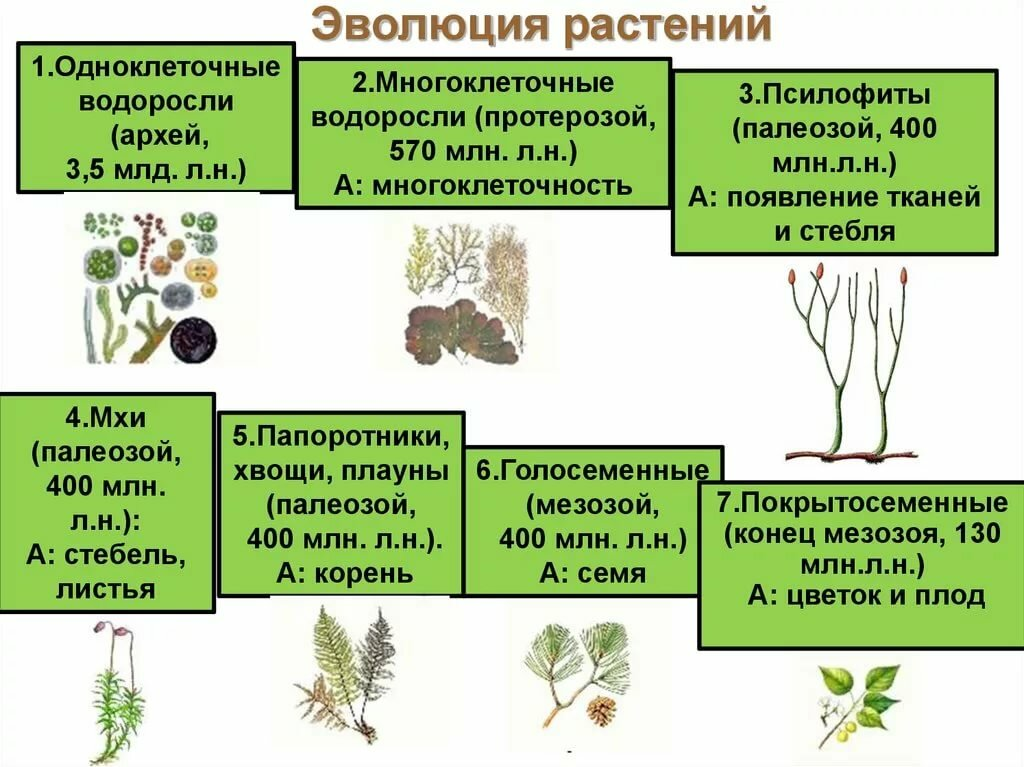 Эволюция растений
1.Одноклеточные
водоросли
(архей,
3,5 млд. л.н.)
2.Многоклеточные
водоросли (протерозой,
570 млн. л.н.)
А: многоклеточность
3.Псилофиты
(палеозой, 400
млн.л.н.)
А: появление тканей
и стебля
4.Мхи
(палеозой,
400 млн.
л.н.):
А: стебель,
листья
5.Папоротники,
хвощи, плауны
(палеозой,
400 млн. л.н.).
А: корень
6.Голосеменные
(мезозой,
400 млн. л.н.)
А: семя
7.Покрытосеменные
(конец мезозоя, 130
млн.л.н.)
А: цветок и плод